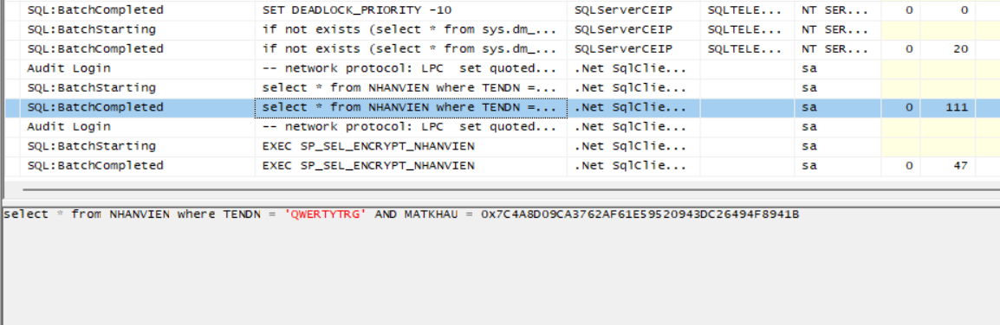 SQL:BatchCompleted SET DEADLOCK_PRIORITY -10 SQLServerCEIP SQLTELE... NT SER... 0 0
SQL:BatchStarting if not exists (select * from sys.dm_... SQLServerCEIP SQLTELE... NT SER...
SQL:BatchCompleted if not exists (select * from sys.dm_... SQLServerCEIP SQLTELE... NT SER... 0 20
Audit Login -- network protocol: LPC set quoted... .Net SqlClie... sa
SQL:BatchStarting select * from NHANVIEN where TENDN =... .Net SqlClie... sa
SQL:BatchCompleted select * from NHANVIEN where TENDN =... .Net SqlClie... sa 0 111
Audit Login -- network protocol: LPC set quoted... .Net SqlClie... sa
SQL:BatchStarting EXEC SP_SEL_ENCRYPT_NHANVIEN .Net SqlClie... sa
SQL:BatchCompleted EXEC SP_SEL_ENCRYPT_NHANVIEN .Net SqlClie... sa 0 47
select * from NHANVIEN where TENDN = 'QWERTYTRG' AND MATKHAU = 0x7C4A8D09CA3762AF61E59520943DC26494F8941B